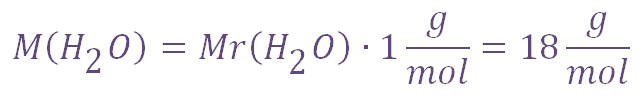 M(H₂O) = Mr(H₂O) · 1 g/mol = 18 g/mol